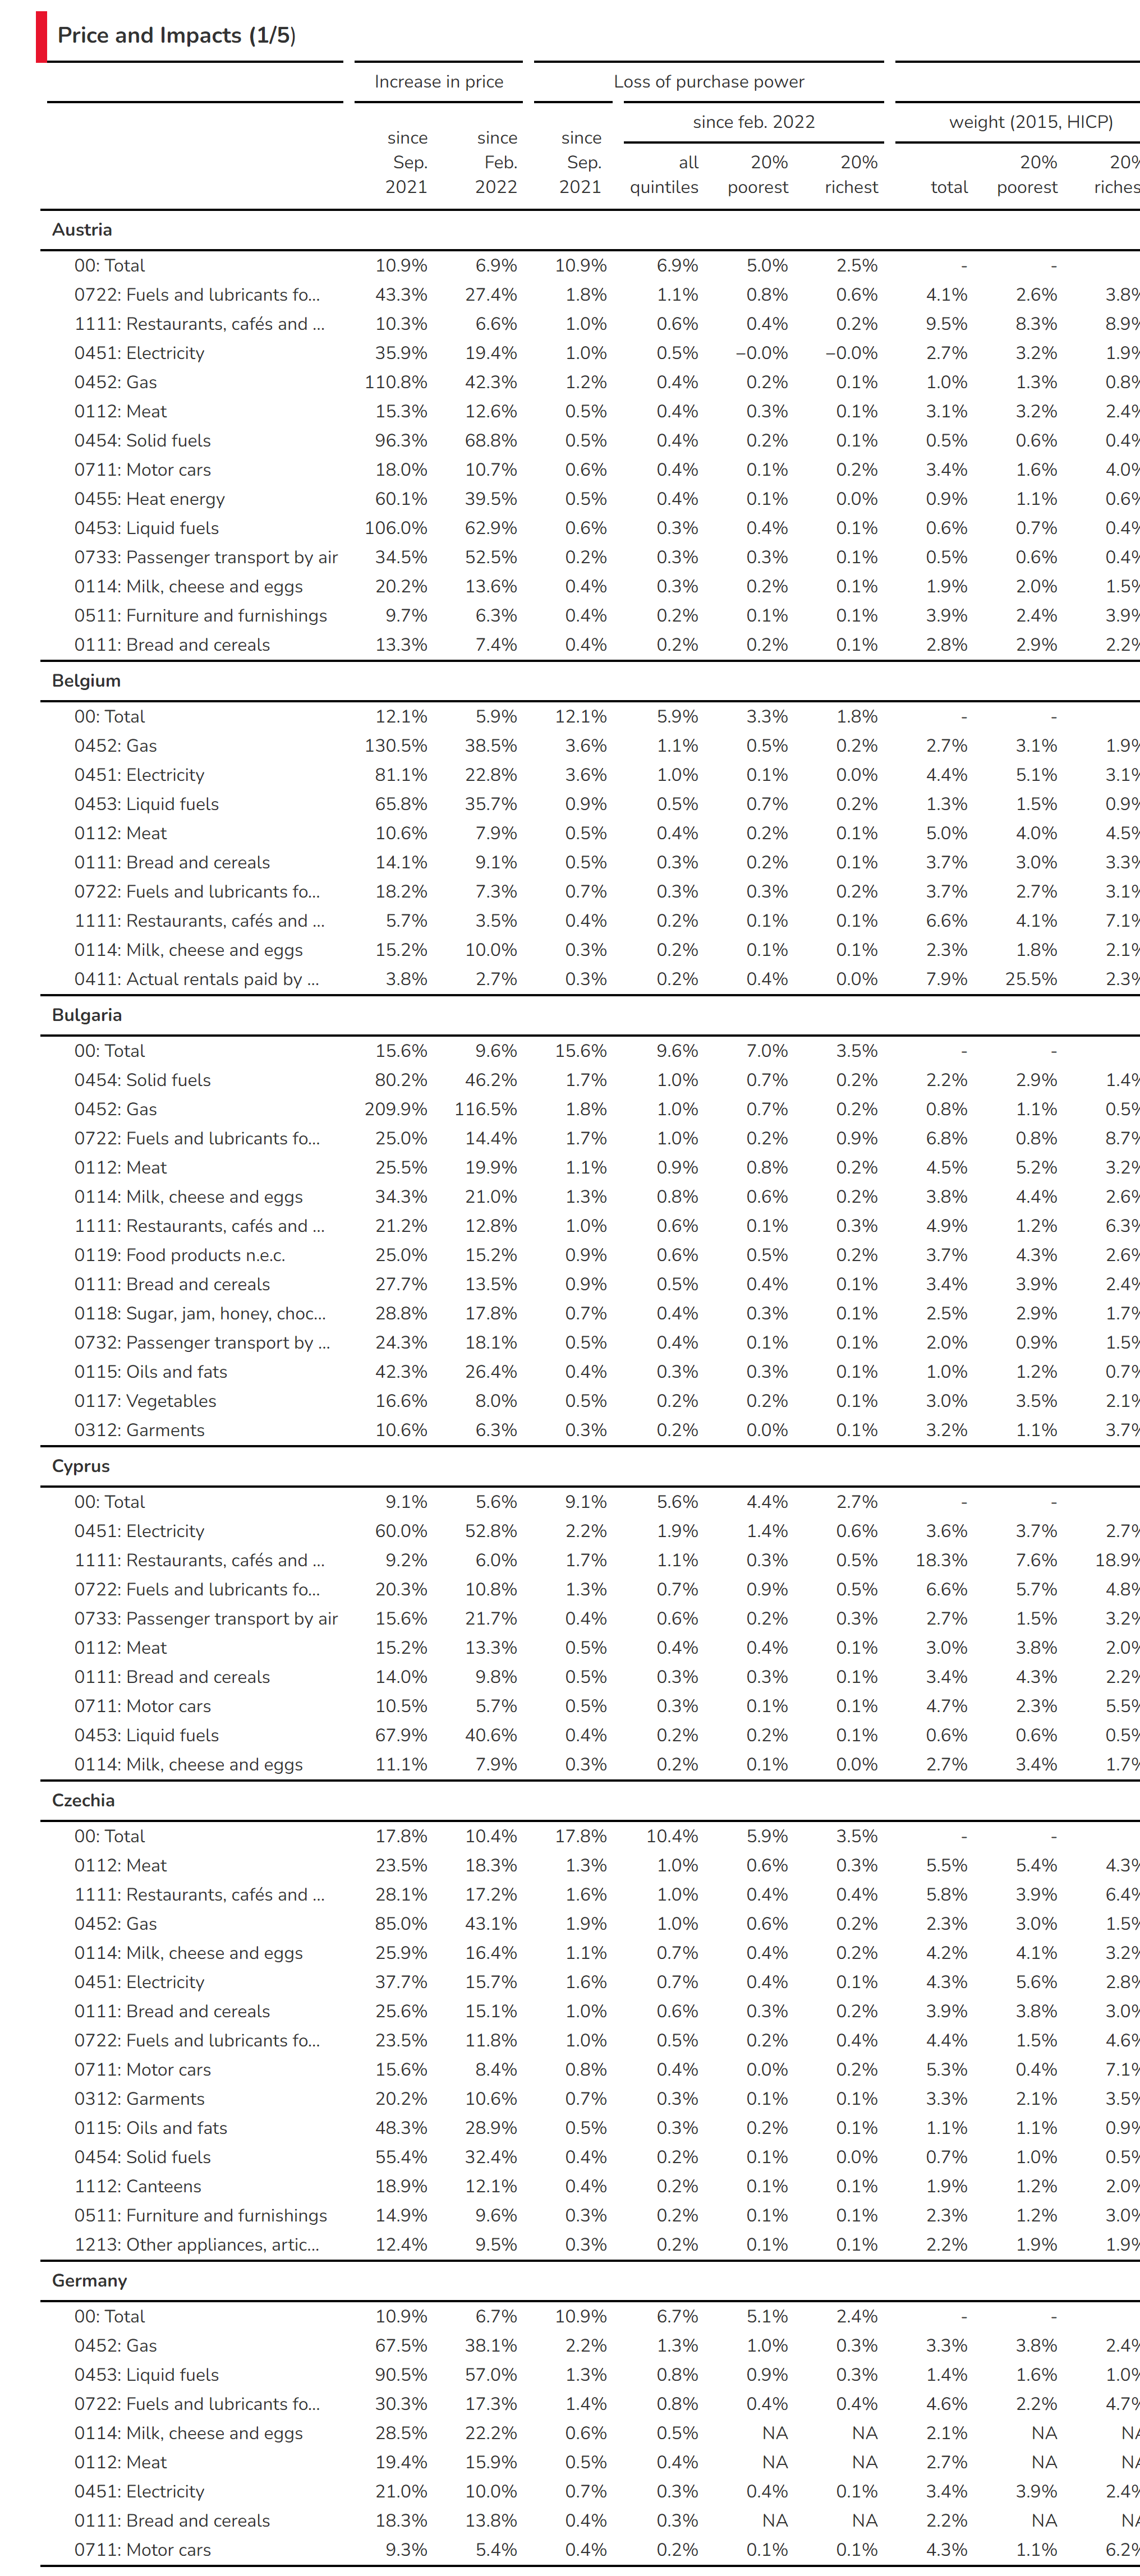 Price and Impacts (1/5)
Increase in price Loss of purchase power
since feb. 2022 weight (2015, HICP)
since since since
Sep. Feb. Sep. all 20% 20% 20% 20%
2021 2022 2021 quintiles poorest richest total poorest riches
Austria
00: Total 10.9% 6.9% 10.9% 6.9% 5.0% 2.5% - -
0722: Fuels and lubricants fo... 43.3% 27.4% 1.8% 1.1% 0.8% 0.6% 4.1% 2.6% 3.8%
1111: Restaurants, cafés and ... 10.3% 6.6% 1.0% 0.6% 0.4% 0.2% 9.5% 8.3% 8.9%
0451: Electricity 35.9% 19.4% 1.0% 0.5% −0.0% −0.0% 2.7% 3.2% 1.9%
0452: Gas 110.8% 42.3% 1.2% 0.4% 0.2% 0.1% 1.0% 1.3% 0.8%
0112: Meat 15.3% 12.6% 0.5% 0.4% 0.3% 0.1% 3.1% 3.2% 2.4%
0454: Solid fuels 96.3% 68.8% 0.5% 0.4% 0.2% 0.1% 0.5% 0.6% 0.4%
0711: Motor cars 18.0% 10.7% 0.6% 0.4% 0.1% 0.2% 3.4% 1.6% 4.0%
0455: Heat energy 60.1% 39.5% 0.5% 0.4% 0.1% 0.0% 0.9% 1.1% 0.6%
0453: Liquid fuels 106.0% 62.9% 0.6% 0.3% 0.4% 0.1% 0.6% 0.7% 0.4%
0733: Passenger transport by air 34.5% 52.5% 0.2% 0.3% 0.3% 0.1% 0.5% 0.6% 0.4%
0114: Milk, cheese and eggs 20.2% 13.6% 0.4% 0.3% 0.2% 0.1% 1.9% 2.0% 1.5%
0511: Furniture and furnishings 9.7% 6.3% 0.4% 0.2% 0.1% 0.1% 3.9% 2.4% 3.9%
0111: Bread and cereals 13.3% 7.4% 0.4% 0.2% 0.2% 0.1% 2.8% 2.9% 2.2%
Belgium
00: Total 12.1% 5.9% 12.1% 5.9% 3.3% 1.8% - -
0452: Gas 130.5% 38.5% 3.6% 1.1% 0.5% 0.2% 2.7% 3.1% 1.9%
0451: Electricity 81.1% 22.8% 3.6% 1.0% 0.1% 0.0% 4.4% 5.1% 3.1%
0453: Liquid fuels 65.8% 35.7% 0.9% 0.5% 0.7% 0.2% 1.3% 1.5% 0.9%
0112: Meat 10.6% 7.9% 0.5% 0.4% 0.2% 0.1% 5.0% 4.0% 4.5%
0111: Bread and cereals 14.1% 9.1% 0.5% 0.3% 0.2% 0.1% 3.7% 3.0% 3.3%
0722: Fuels and lubricants fo... 18.2% 7.3% 0.7% 0.3% 0.3% 0.2% 3.7% 2.7% 3.1%
1111: Restaurants, cafés and ... 5.7% 3.5% 0.4% 0.2% 0.1% 0.1% 6.6% 4.1% 7.1%
0114: Milk, cheese and eggs 15.2% 10.0% 0.3% 0.2% 0.1% 0.1% 2.3% 1.8% 2.1%
0411: Actual rentals paid by ... 3.8% 2.7% 0.3% 0.2% 0.4% 0.0% 7.9% 25.5% 2.3%
Bulgaria
00: Total 15.6% 9.6% 15.6% 9.6% 7.0% 3.5% - -
0454: Solid fuels 80.2% 46.2% 1.7% 1.0% 0.7% 0.2% 2.2% 2.9% 1.4%
0452: Gas 209.9% 116.5% 1.8% 1.0% 0.7% 0.2% 0.8% 1.1% 0.5%
0722: Fuels and lubricants fo... 25.0% 14.4% 1.7% 1.0% 0.2% 0.9% 6.8% 0.8% 8.7%
0112: Meat 25.5% 19.9% 1.1% 0.9% 0.8% 0.2% 4.5% 5.2% 3.2%
0114: Milk, cheese and eggs 34.3% 21.0% 1.3% 0.8% 0.6% 0.2% 3.8% 4.4% 2.6%
1111: Restaurants, cafés and ... 21.2% 12.8% 1.0% 0.6% 0.1% 0.3% 4.9% 1.2% 6.3%
0119: Food products n.e.c. 25.0% 15.2% 0.9% 0.6% 0.5% 0.2% 3.7% 4.3% 2.6%
0111: Bread and cereals 27.7% 13.5% 0.9% 0.5% 0.4% 0.1% 3.4% 3.9% 2.4%
0118: Sugar, jam, honey, choc... 28.8% 17.8% 0.7% 0.4% 0.3% 0.1% 2.5% 2.9% 1.7%
0732: Passenger transport by ... 24.3% 18.1% 0.5% 0.4% 0.1% 0.1% 2.0% 0.9% 1.5%
0115: Oils and fats 42.3% 26.4% 0.4% 0.3% 0.3% 0.1% 1.0% 1.2% 0.7%
0117: Vegetables 16.6% 8.0% 0.5% 0.2% 0.2% 0.1% 3.0% 3.5% 2.1%
0312: Garments 10.6% 6.3% 0.3% 0.2% 0.0% 0.1% 3.2% 1.1% 3.7%
Cyprus
00: Total 9.1% 5.6% 9.1% 5.6% 4.4% 2.7% - -
0451: Electricity 60.0% 52.8% 2.2% 1.9% 1.4% 0.6% 3.6% 3.7% 2.7%
1111: Restaurants, cafés and ... 9.2% 6.0% 1.7% 1.1% 0.3% 0.5% 18.3% 7.6% 18.9%
0722: Fuels and lubricants fo... 20.3% 10.8% 1.3% 0.7% 0.9% 0.5% 6.6% 5.7% 4.8%
0733: Passenger transport by air 15.6% 21.7% 0.4% 0.6% 0.2% 0.3% 2.7% 1.5% 3.2%
0112: Meat 15.2% 13.3% 0.5% 0.4% 0.4% 0.1% 3.0% 3.8% 2.0%
0111: Bread and cereals 14.0% 9.8% 0.5% 0.3% 0.3% 0.1% 3.4% 4.3% 2.2%
0711: Motor cars 10.5% 5.7% 0.5% 0.3% 0.1% 0.1% 4.7% 2.3% 5.5%
0453: Liquid fuels 67.9% 40.6% 0.4% 0.2% 0.2% 0.1% 0.6% 0.6% 0.5%
0114: Milk, cheese and eggs 11.1% 7.9% 0.3% 0.2% 0.1% 0.0% 2.7% 3.4% 1.7%
Czechia
00: Total 17.8% 10.4% 17.8% 10.4% 5.9% 3.5% - -
0112: Meat 23.5% 18.3% 1.3% 1.0% 0.6% 0.3% 5.5% 5.4% 4.3%
1111: Restaurants, cafés and ... 28.1% 17.2% 1.6% 1.0% 0.4% 0.4% 5.8% 3.9% 6.4%
0452: Gas 85.0% 43.1% 1.9% 1.0% 0.6% 0.2% 2.3% 3.0% 1.5%
0114: Milk, cheese and eggs 25.9% 16.4% 1.1% 0.7% 0.4% 0.2% 4.2% 4.1% 3.2%
0451: Electricity 37.7% 15.7% 1.6% 0.7% 0.4% 0.1% 4.3% 5.6% 2.8%
0111: Bread and cereals 25.6% 15.1% 1.0% 0.6% 0.3% 0.2% 3.9% 3.8% 3.0%
0722: Fuels and lubricants fo... 23.5% 11.8% 1.0% 0.5% 0.2% 0.4% 4.4% 1.5% 4.6%
0711: Motor cars 15.6% 8.4% 0.8% 0.4% 0.0% 0.2% 5.3% 0.4% 7.1%
0312: Garments 20.2% 10.6% 0.7% 0.3% 0.1% 0.1% 3.3% 2.1% 3.5%
0115: Oils and fats 48.3% 28.9% 0.5% 0.3% 0.2% 0.1% 1.1% 1.1% 0.9%
0454: Solid fuels 55.4% 32.4% 0.4% 0.2% 0.1% 0.0% 0.7% 1.0% 0.5%
1112: Canteens 18.9% 12.1% 0.4% 0.2% 0.1% 0.1% 1.9% 1.2% 2.0%
0511: Furniture and furnishings 14.9% 9.6% 0.3% 0.2% 0.1% 0.1% 2.3% 1.2% 3.0%
1213: Other appliances, artic... 12.4% 9.5% 0.3% 0.2% 0.1% 0.1% 2.2% 1.9% 1.9%
Germany
00: Total 10.9% 6.7% 10.9% 6.7% 5.1% 2.4% - -
0452: Gas 67.5% 38.1% 2.2% 1.3% 1.0% 0.3% 3.3% 3.8% 2.4%
0453: Liquid fuels 90.5% 57.0% 1.3% 0.8% 0.9% 0.3% 1.4% 1.6% 1.0%
0722: Fuels and lubricants fo... 30.3% 17.3% 1.4% 0.8% 0.4% 0.4% 4.6% 2.2% 4.7%
0114: Milk, cheese and eggs 28.5% 22.2% 0.6% 0.5% NA NA 2.1% NA NA
0112: Meat 19.4% 15.9% 0.5% 0.4% NA NA 2.7% NA NA
0451: Electricity 21.0% 10.0% 0.7% 0.3% 0.4% 0.1% 3.4% 3.9% 2.4%
0111: Bread and cereals 18.3% 13.8% 0.4% 0.3% NA NA 2.2% NA NA
0711: Motor cars 9.3% 5.4% 0.4% 0.2% 0.1% 0.1% 4.3% 1.1% 6.2%